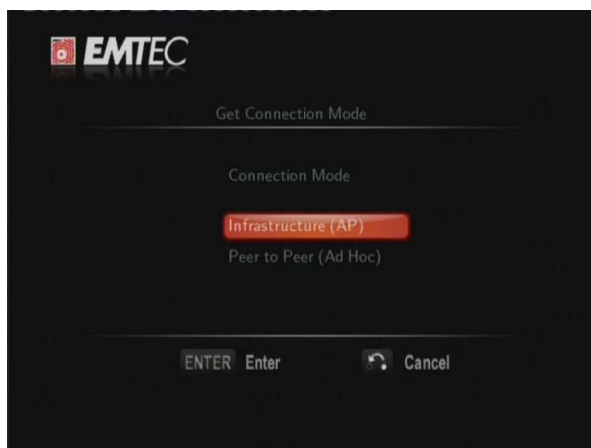 EMTEC
Get Connection Mode
Connection Mode
Infrastructure (AP)
Peer to Peer (Ad Hoc)
ENTER Enter Cancel